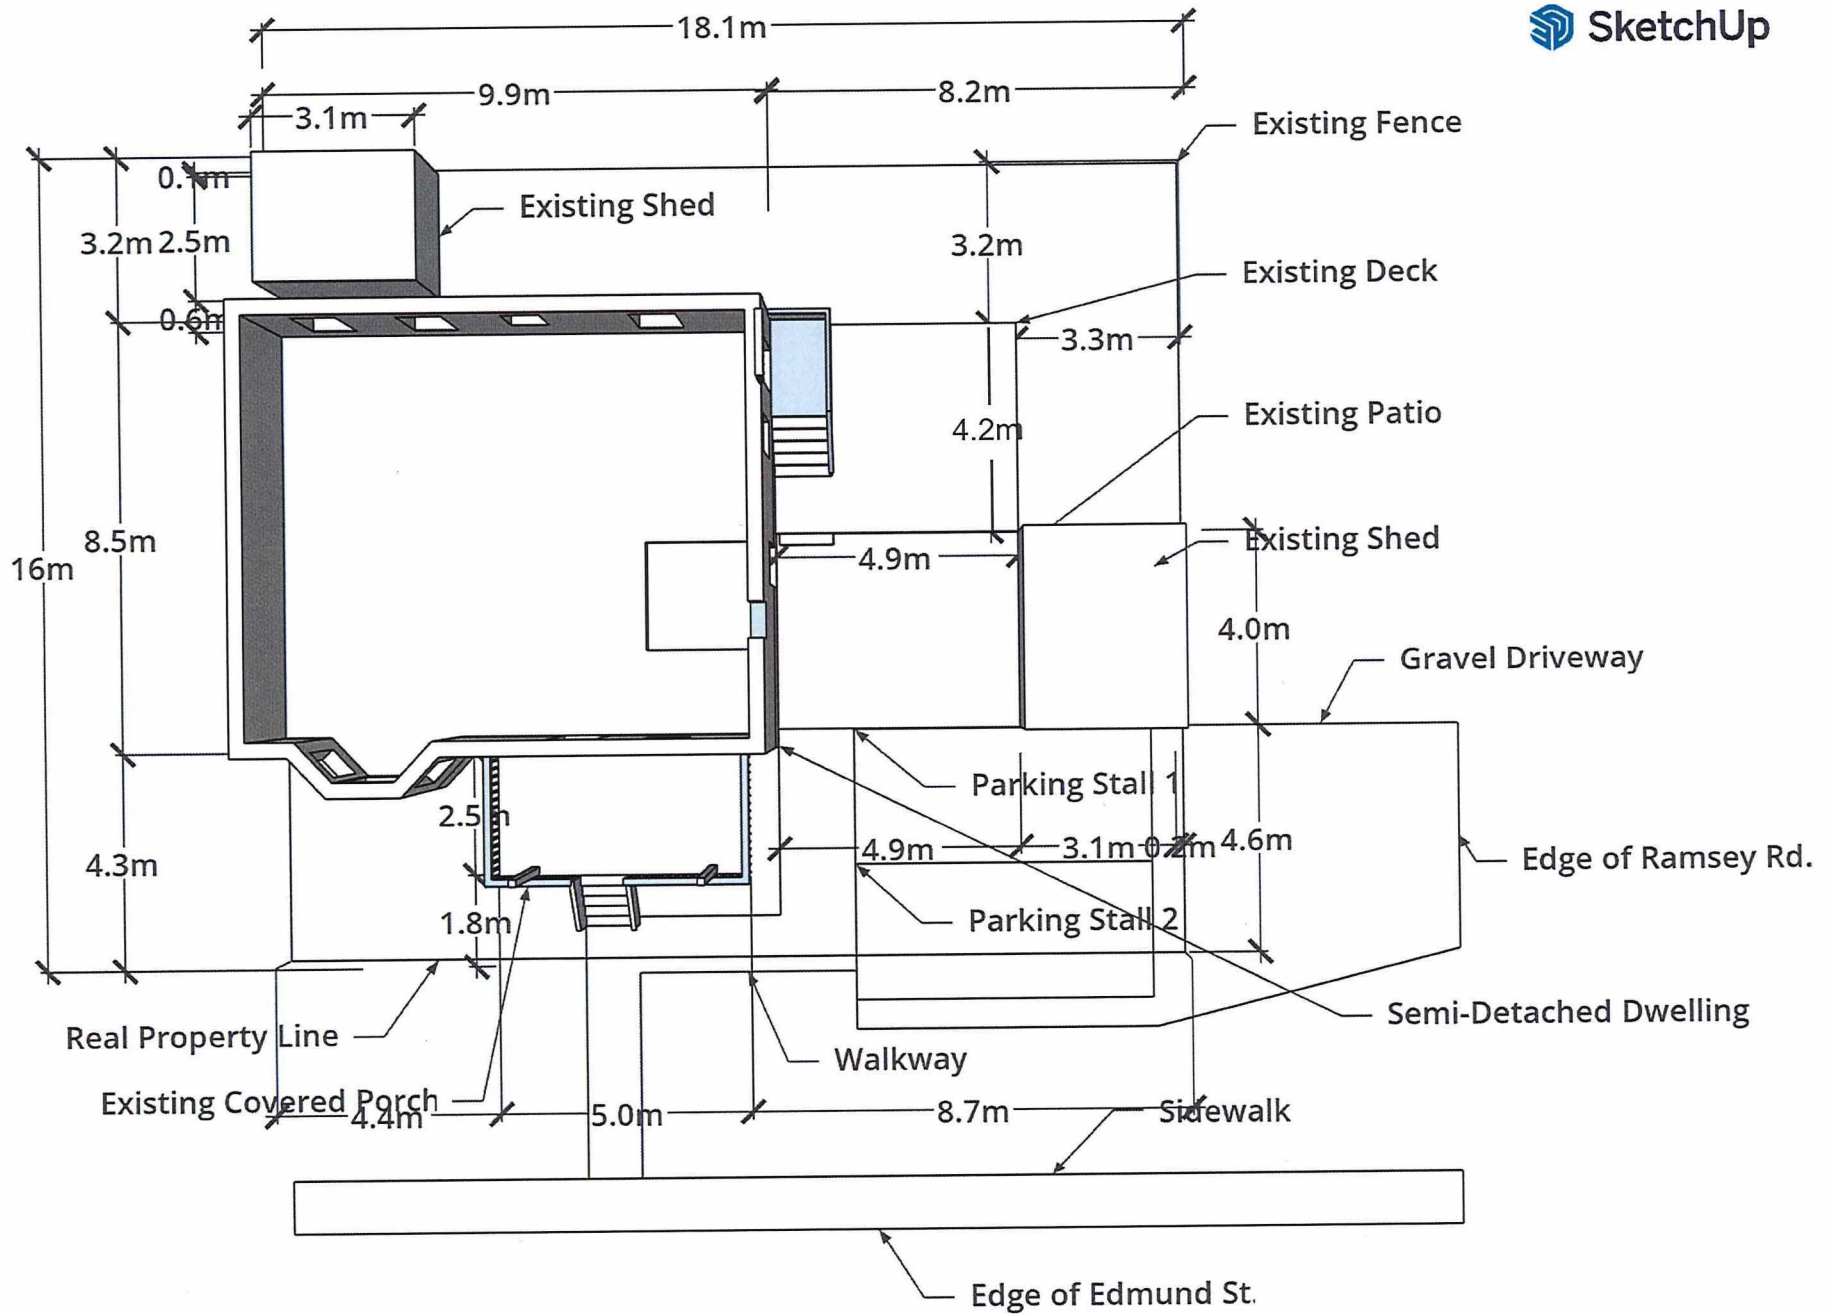 SketchUp
18.1m
9.9m
8.2m
3.1m
Existing Fence
0.1m
Existing Shed
3.2m
2.5m
3.2m
Existing Deck
0.6m
3.3m
Existing Patio
4.2m
8.5m
16m
4.9m
Existing Shed
4.0m
Gravel Driveway
Parking Stall 1
2.5m
4.3m
4.9m
3.1m
0.2m
4.6m
Edge of Ramsey Rd.
1.8m
Parking Stall 2
Semi-Detached Dwelling
Real Property Line
Walkway
Existing Covered Porch
4.4m
5.0m
8.7m
Sidewalk
Edge of Edmund St.